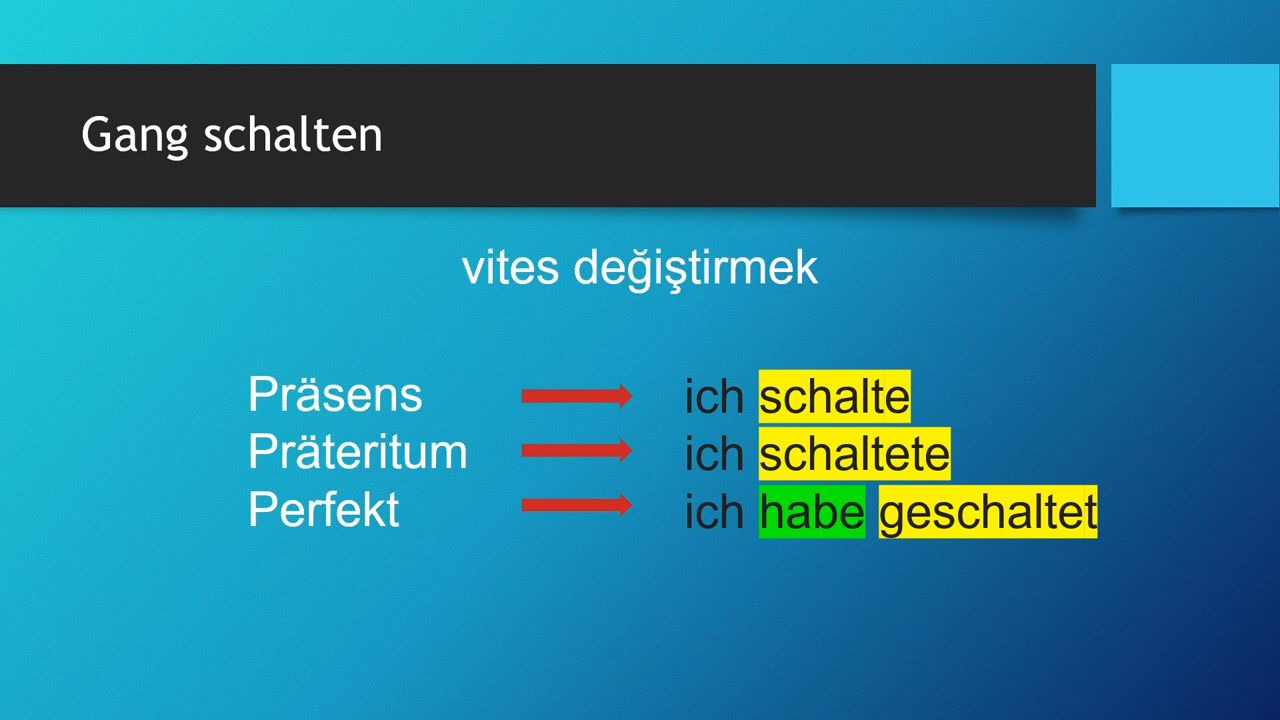 Gang schalten
vites değiştirmek
Präsens ich schalte
Präteritum ich schaltete
Perfekt ich habe geschaltet